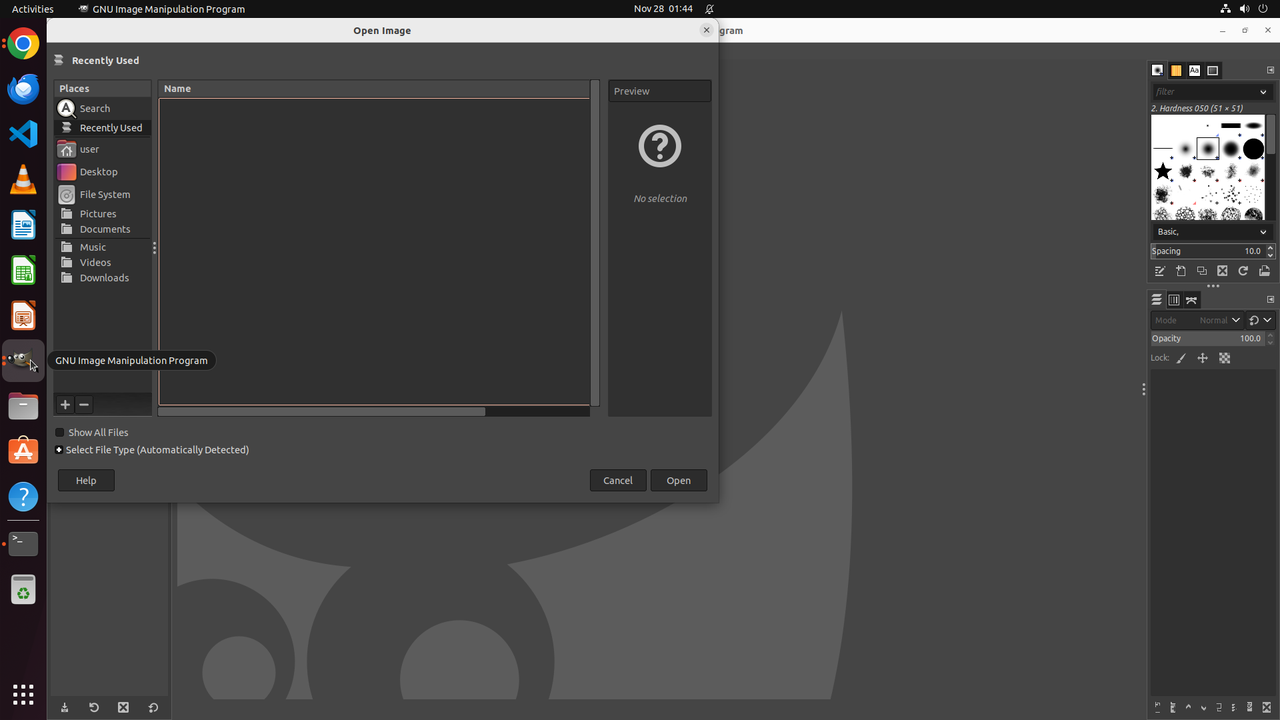 Activities
GNU Image Manipulation Program
Nov 28 01:44
Open Image
gram
Recently Used
Places
Search
Recently Used
user
Desktop
File System
Pictures
Documents
Music
Videos
Downloads
Name
Preview
No selection
GNU Image Manipulation Program
Show All Files
Select File Type (Automatically Detected)
Help
Cancel
Open
Aa
filter
2. Hardness 050 (51 × 51)
Basic,
Spacing 10.0
Mode Normal
Opacity 100.0
Lock: